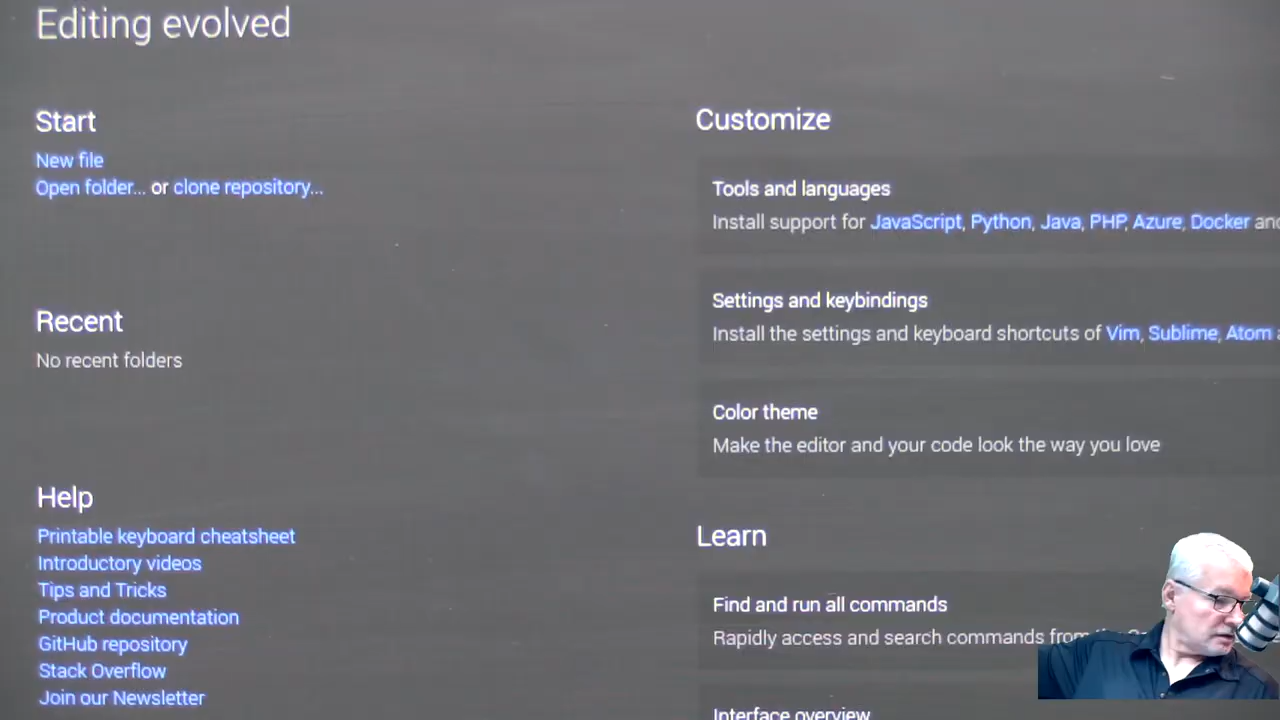 Editing evolved
Start
New file
Open folder... or clone repository...
Recent
No recent folders
Help
Printable keyboard cheatsheet
Introductory videos
Tips and Tricks
Product documentation
GitHub repository
Stack Overflow
Join our Newsletter
Customize
Tools and languages
Install support for JavaScript, Python, Java, PHP, Azure, Docker and
Settings and keybindings
Install the settings and keyboard shortcuts of Vim, Sublime, Atom
Color theme
Make the editor and your code look the way you love
Learn
Find and run all commands
Rapidly access and search commands from
Interface overview